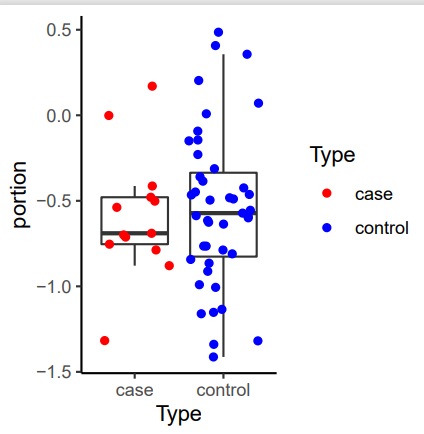 0.5
0.0
−0.5
−1.0
−1.5
portion
case control
Type
Type
case
control